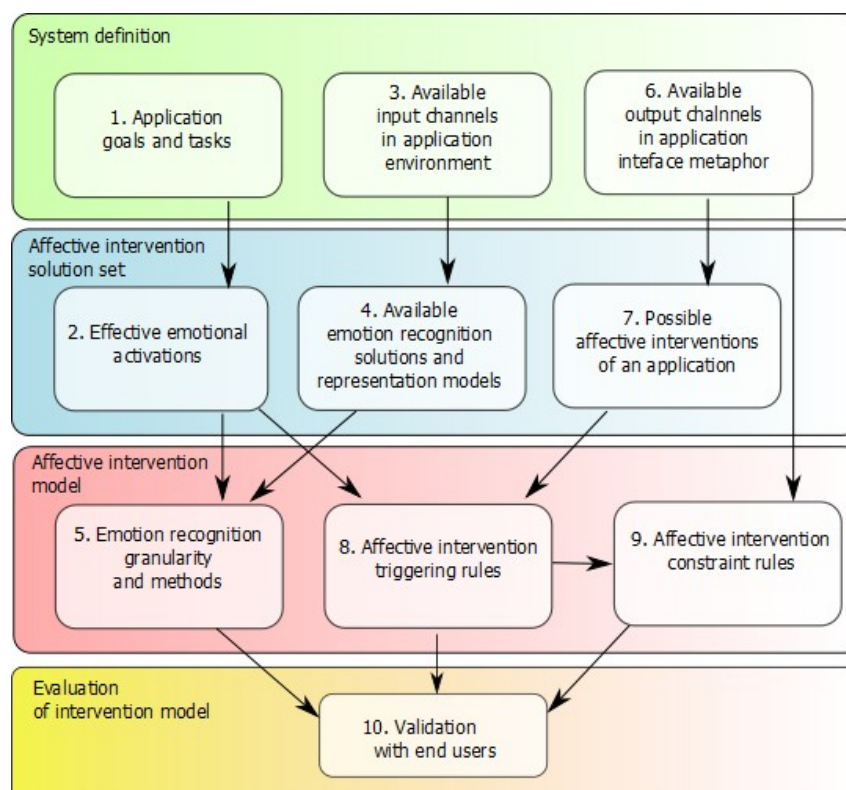 System definition
1. Application
goals and tasks
3. Available
input channels
in application
environment
6. Available
output chalnnels
in application
inteface metaphor
Affective intervention
solution set
2. Effective emotional
activations
4. Available
emotion recognition
solutions and
representation models
7. Possible
affective interventions
of an application
Affective intervention
model
5. Emotion recognition
granularity
and methods
8. Affective intervention
triggering rules
9. Affective intervention
constraint rules
Evaluation
of intervention model
10. Validation
with end users